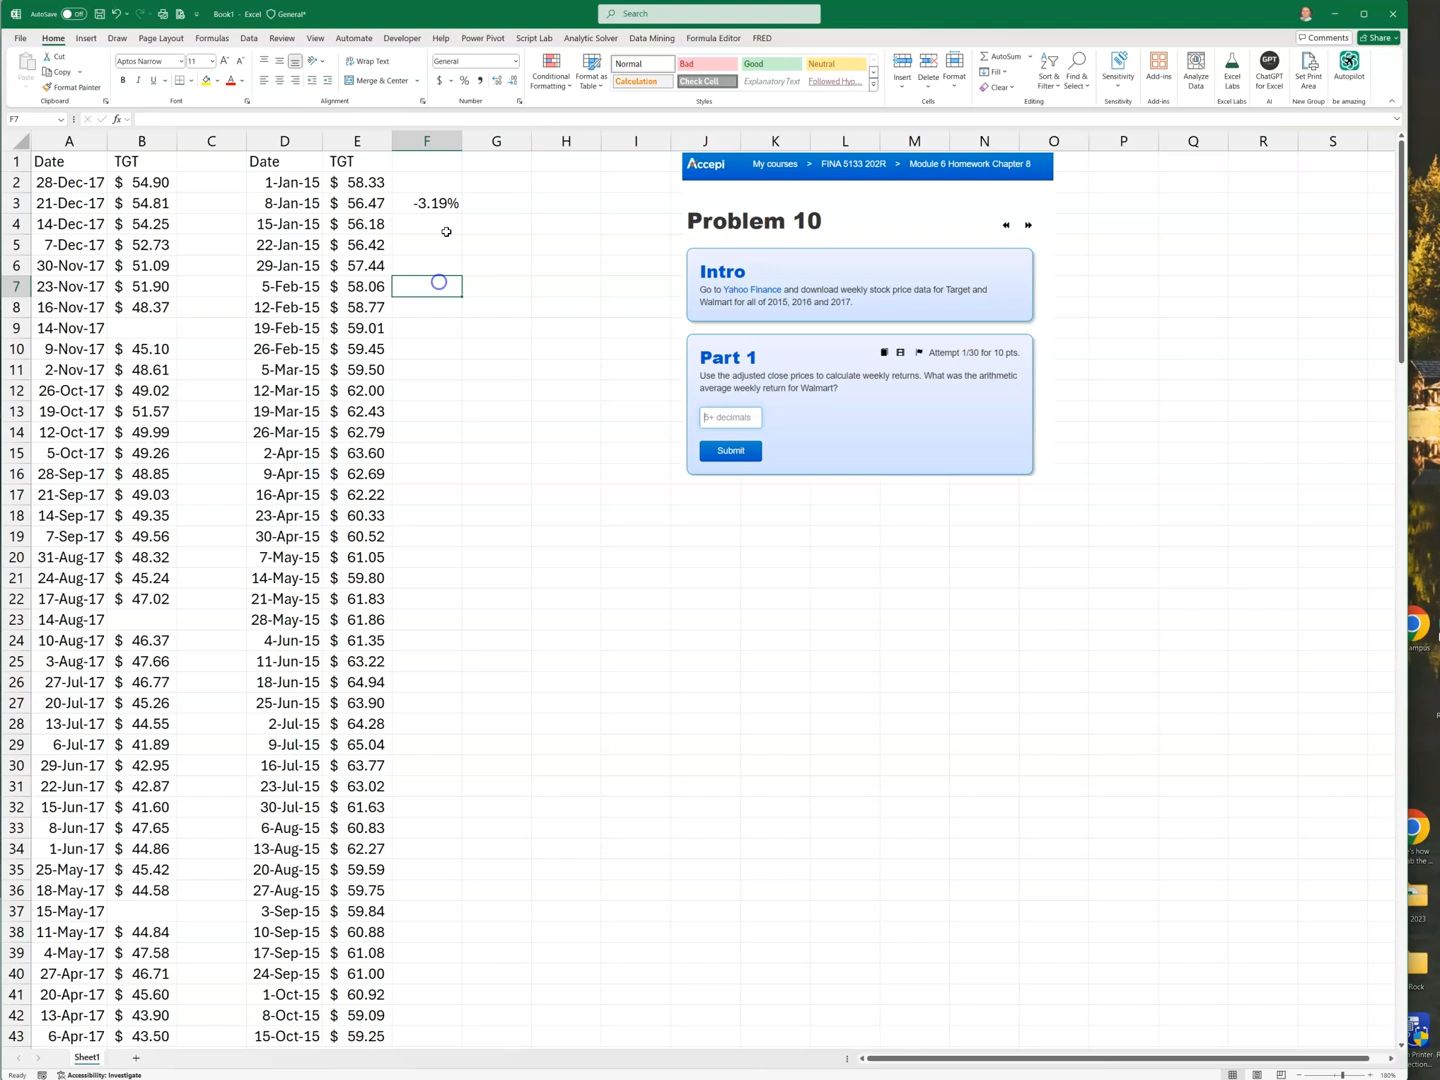 AutoSave Off Book1 - Excel General* Search
File Home Insert Draw Page Layout Formulas Data Review View Automate Developer Help Power Pivot Script Lab Analytic Solver Data Mining Formula Editor FRED Comments Share
Paste Cut Copy Format Painter Clipboard
Aptos Narrow 11 B I U Font
Wrap Text Merge & Center Alignment
General $ % Number
Conditional Formatting Format as Table Normal Bad Good Neutral Calculation Check Cell Explanatory Text Followed Hyp... Styles
Insert Delete Format Cells
AutoSum Fill Clear Sort & Filter Find & Select Editing
Sensitivity Sensitivity Add-ins Add-ins Analyze Data Excel Labs Excel Labs ChatGPT for Excel AI Set Print Area New Group Autopilot be amazing
F7 fx
A B C D E F G H I J K L M N O P Q R S
1 Date TGT Date TGT
2 28-Dec-17 $ 54.90 1-Jan-15 $ 58.33
3 21-Dec-17 $ 54.81 8-Jan-15 $ 56.47 -3.19%
4 14-Dec-17 $ 54.25 15-Jan-15 $ 56.18
5 7-Dec-17 $ 52.73 22-Jan-15 $ 56.42
6 30-Nov-17 $ 51.09 29-Jan-15 $ 57.44
7 23-Nov-17 $ 51.90 5-Feb-15 $ 58.06
8 16-Nov-17 $ 48.37 12-Feb-15 $ 58.77
9 14-Nov-17 19-Feb-15 $ 59.01
10 9-Nov-17 $ 45.10 26-Feb-15 $ 59.45
11 2-Nov-17 $ 48.61 5-Mar-15 $ 59.50
12 26-Oct-17 $ 49.02 12-Mar-15 $ 62.00
13 19-Oct-17 $ 51.57 19-Mar-15 $ 62.43
14 12-Oct-17 $ 49.99 26-Mar-15 $ 62.79
15 5-Oct-17 $ 49.26 2-Apr-15 $ 63.60
16 28-Sep-17 $ 48.85 9-Apr-15 $ 62.69
17 21-Sep-17 $ 49.03 16-Apr-15 $ 62.22
18 14-Sep-17 $ 49.35 23-Apr-15 $ 60.33
19 7-Sep-17 $ 49.56 30-Apr-15 $ 60.52
20 31-Aug-17 $ 48.32 7-May-15 $ 61.05
21 24-Aug-17 $ 45.24 14-May-15 $ 59.80
22 17-Aug-17 $ 47.02 21-May-15 $ 61.83
23 14-Aug-17 28-May-15 $ 61.86
24 10-Aug-17 $ 46.37 4-Jun-15 $ 61.35
25 3-Aug-17 $ 47.66 11-Jun-15 $ 63.22
26 27-Jul-17 $ 46.77 18-Jun-15 $ 64.94
27 20-Jul-17 $ 45.26 25-Jun-15 $ 63.90
28 13-Jul-17 $ 44.55 2-Jul-15 $ 64.28
29 6-Jul-17 $ 41.89 9-Jul-15 $ 65.04
30 29-Jun-17 $ 42.95 16-Jul-15 $ 63.77
31 22-Jun-17 $ 42.87 23-Jul-15 $ 63.02
32 15-Jun-17 $ 41.60 30-Jul-15 $ 61.63
33 8-Jun-17 $ 47.65 6-Aug-15 $ 60.83
34 1-Jun-17 $ 44.86 13-Aug-15 $ 62.27
35 25-May-17 $ 45.42 20-Aug-15 $ 59.59
36 18-May-17 $ 44.58 27-Aug-15 $ 59.75
37 15-May-17 3-Sep-15 $ 59.84
38 11-May-17 $ 44.84 10-Sep-15 $ 60.88
39 4-May-17 $ 47.58 17-Sep-15 $ 61.08
40 27-Apr-17 $ 46.71 24-Sep-15 $ 61.00
41 20-Apr-17 $ 45.60 1-Oct-15 $ 60.92
42 13-Apr-17 $ 43.90 8-Oct-15 $ 59.09
43 6-Apr-17 $ 43.50 15-Oct-15 $ 59.25
Accepi My courses > FINA 5133 202R > Module 6 Homework Chapter 8
Problem 10
Intro
Go to Yahoo Finance and download weekly stock price data for Target and
Walmart for all of 2015, 2016 and 2017.
Part 1 Attempt 1/30 for 10 pts.
Use the adjusted close prices to calculate weekly returns. What was the arithmetic
average weekly return for Walmart?
5+ decimals
Submit
Sheet1
Ready Accessibility: Investigate 180%
2023
Rock